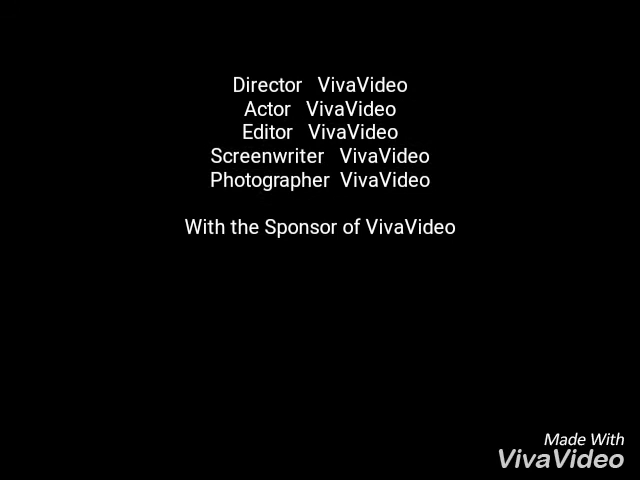 Director VivaVideo
Actor VivaVideo
Editor VivaVideo
Screenwriter VivaVideo
Photographer VivaVideo
With the Sponsor of VivaVideo
Made With
VivaVideo